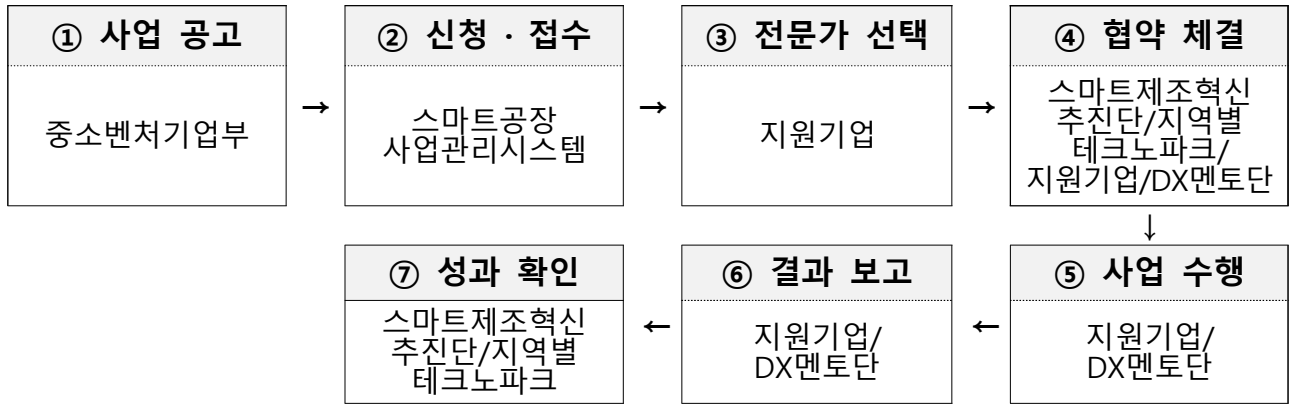 ① 사업 공고
중소벤처기업부
→
② 신청 · 접수
스마트공장
사업관리시스템
→
③ 전문가 선택
지원기업
→
④ 협약 체결
스마트제조혁신
추진단/지역별
테크노파크/
지원기업/DX멘토단
↓
⑤ 사업 수행
지원기업/
DX멘토단
←
⑥ 결과 보고
지원기업/
DX멘토단
←
⑦ 성과 확인
스마트제조혁신
추진단/지역별
테크노파크